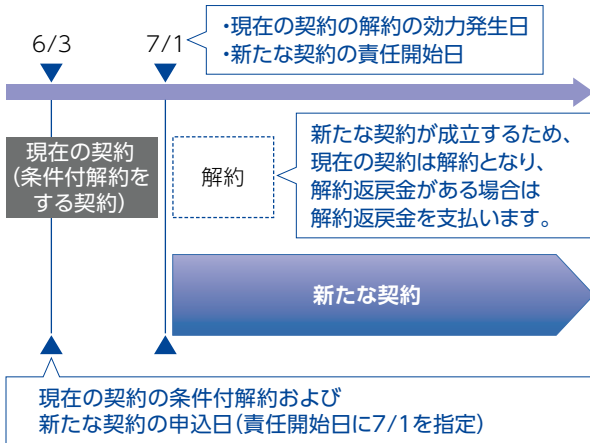 6/3
7/1
・現在の契約の解約の効力発生日
・新たな契約の責任開始日
現在の契約
(条件付解約を
する契約)
解約
新たな契約が成立するため、
現在の契約は解約となり、
解約返戻金がある場合は
解約返戻金を支払います。
新たな契約
現在の契約の条件付解約および
新たな契約の申込日(責任開始日に7/1を指定)